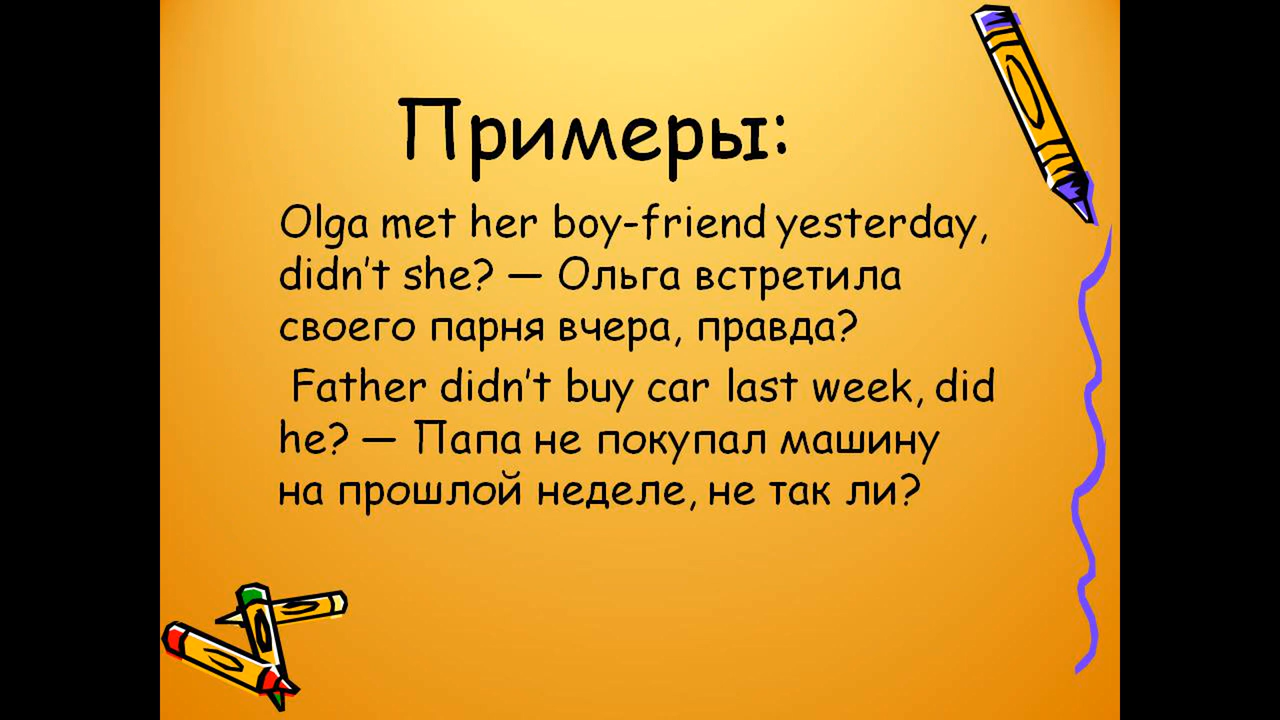 Примеры:
Olga met her boy-friend yesterday,
didn't she? — Ольга встретила
своего парня вчера, правда?
Father didn't buy car last week, did
he? — Папа не покупал машину
на прошлой неделе, не так ли?